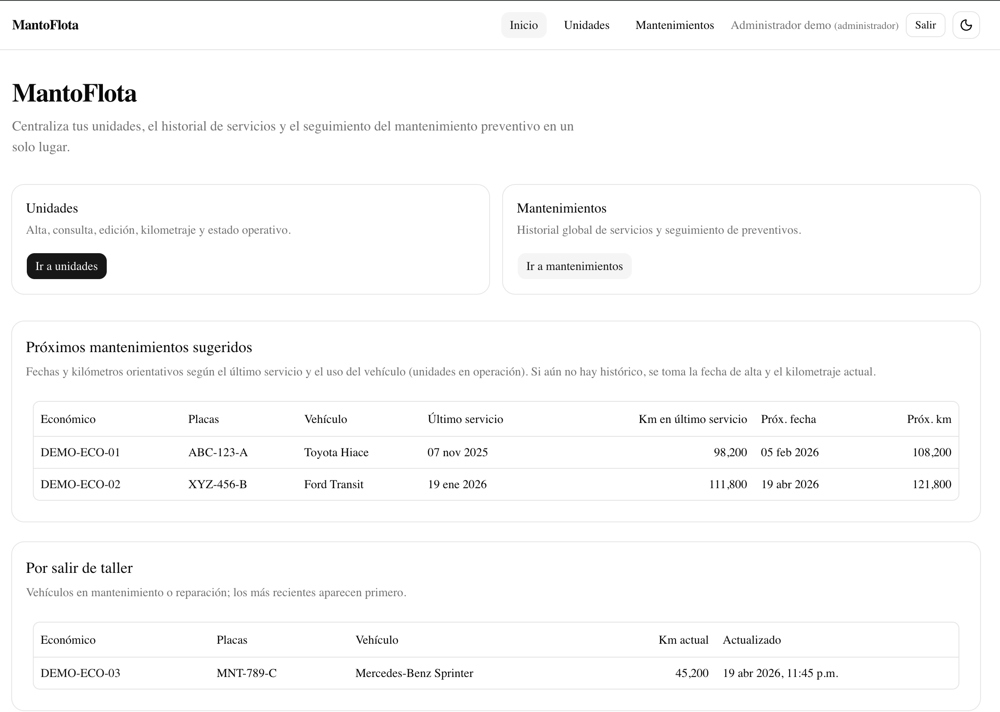 MantoFlota
Inicio Unidades Mantenimientos Administrador demo (administrador) Salir
MantoFlota
Centraliza tus unidades, el historial de servicios y el seguimiento del mantenimiento preventivo en un
solo lugar.
Unidades
Alta, consulta, edición, kilometraje y estado operativo.
Ir a unidades
Mantenimientos
Historial global de servicios y seguimiento de preventivos.
Ir a mantenimientos
Próximos mantenimientos sugeridos
Fechas y kilómetros orientativos según el último servicio y el uso del vehículo (unidades en operación). Si aún no hay histórico, se toma la fecha de alta y el kilometraje actual.
Económico Placas Vehículo Último servicio Km en último servicio Próx. fecha Próx. km
DEMO-ECO-01 ABC-123-A Toyota Hiace 07 nov 2025 98,200 05 feb 2026 108,200
DEMO-ECO-02 XYZ-456-B Ford Transit 19 ene 2026 111,800 19 abr 2026 121,800
Por salir de taller
Vehículos en mantenimiento o reparación; los más recientes aparecen primero.
Económico Placas Vehículo Km actual Actualizado
DEMO-ECO-03 MNT-789-C Mercedes-Benz Sprinter 45,200 19 abr 2026, 11:45 p.m.